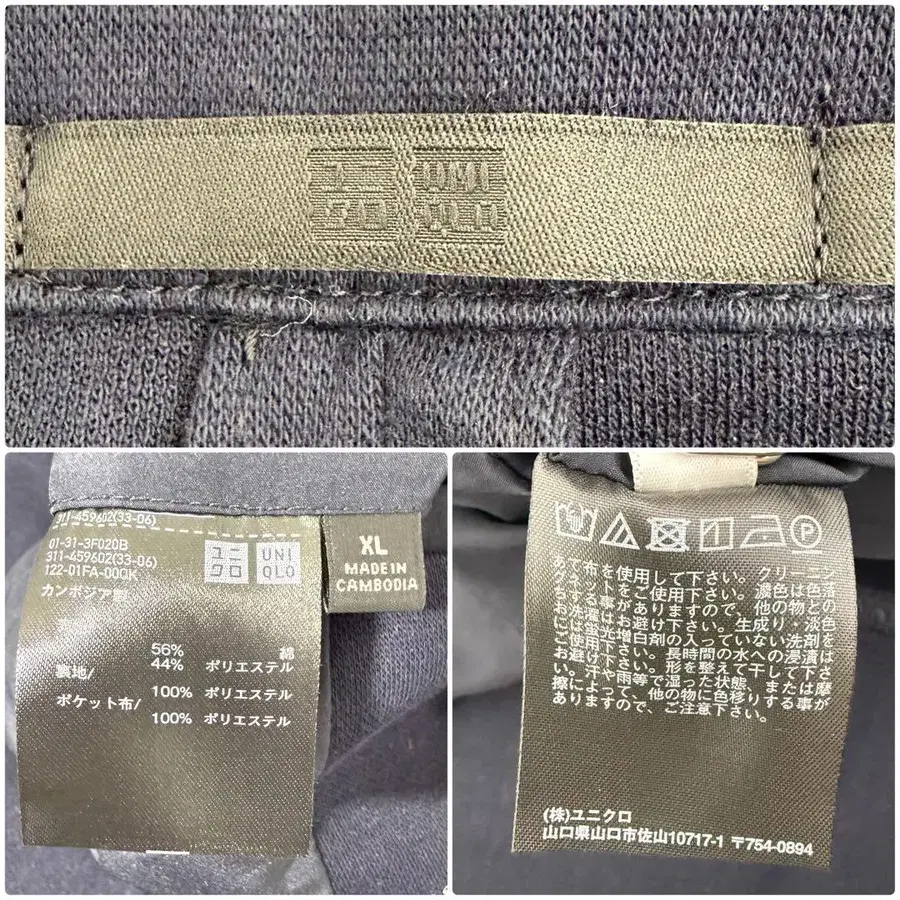 ユニ UNI
クロ QLO
311-459602(33-06)
01-31-3F020B
311-459602(33-06)
122-01FA-00QK
カンボジア製
ユニ UNI
クロ QLO
56% 綿
44% ポリエステル
裏地/
100% ポリエステル
ポケット布/
100% ポリエステル
XL
MADE IN
CAMBODIA
あて布を使用して下さい。クリーニン
グネットをご使用下さい。濃色は色落
ちする事がありますので、他の物との
お洗濯はお避け下さい。生成り・淡色
には蛍光増白剤の入っていない洗剤を
ご使用下さい。長時間の水への浸漬は
お避け下さい。形を整えて干して下さ
い。汗や雨等で湿った状態、または摩
擦によって、他の物に色移りする事が
ありますので、ご注意下さい。
(株)ユニクロ
山口県山口市佐山10717-1 〒754-0894